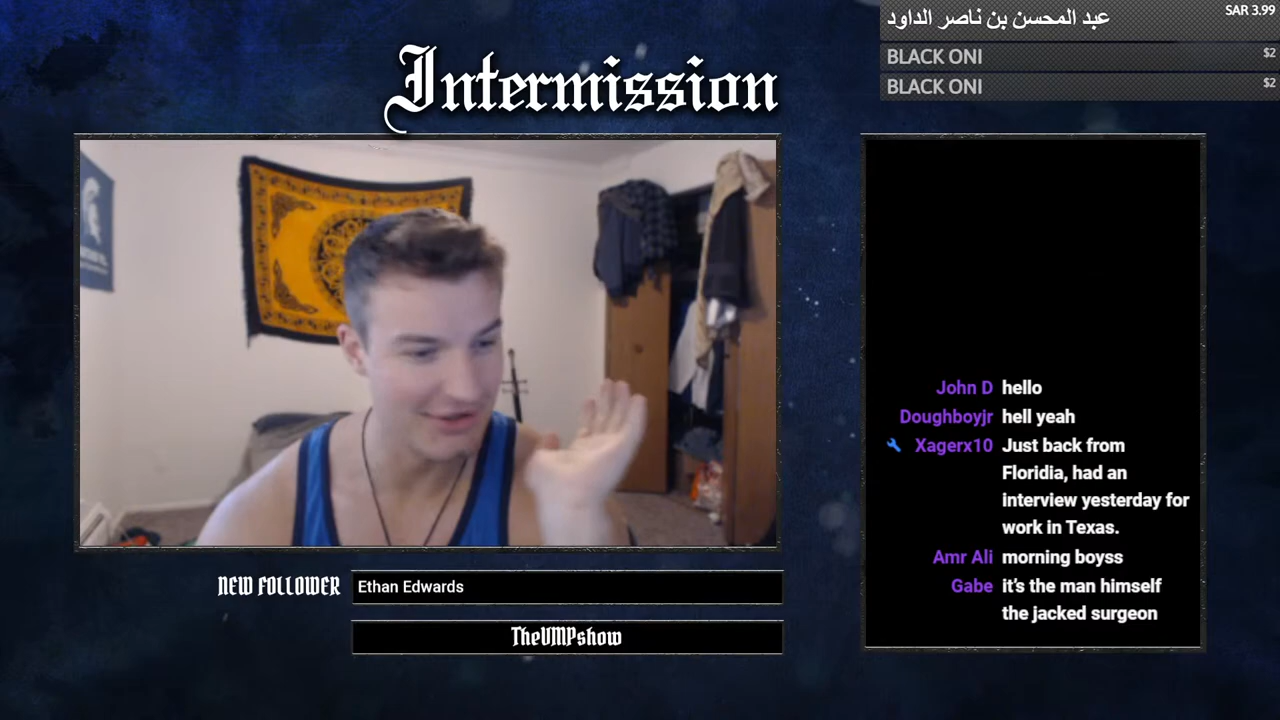 عبد المحسن بن ناصر الداود
SAR 3.99
BLACK ONI
$2
BLACK ONI
$2
Intermission
John D hello
Doughboyjr hell yeah
Xagerx10 Just back from
Floridia, had an
interview yesterday for
work in Texas.
Amr Ali morning boyss
Gabe it's the man himself
the jacked surgeon
NEW FOLLOWER Ethan Edwards
TheVMPshow